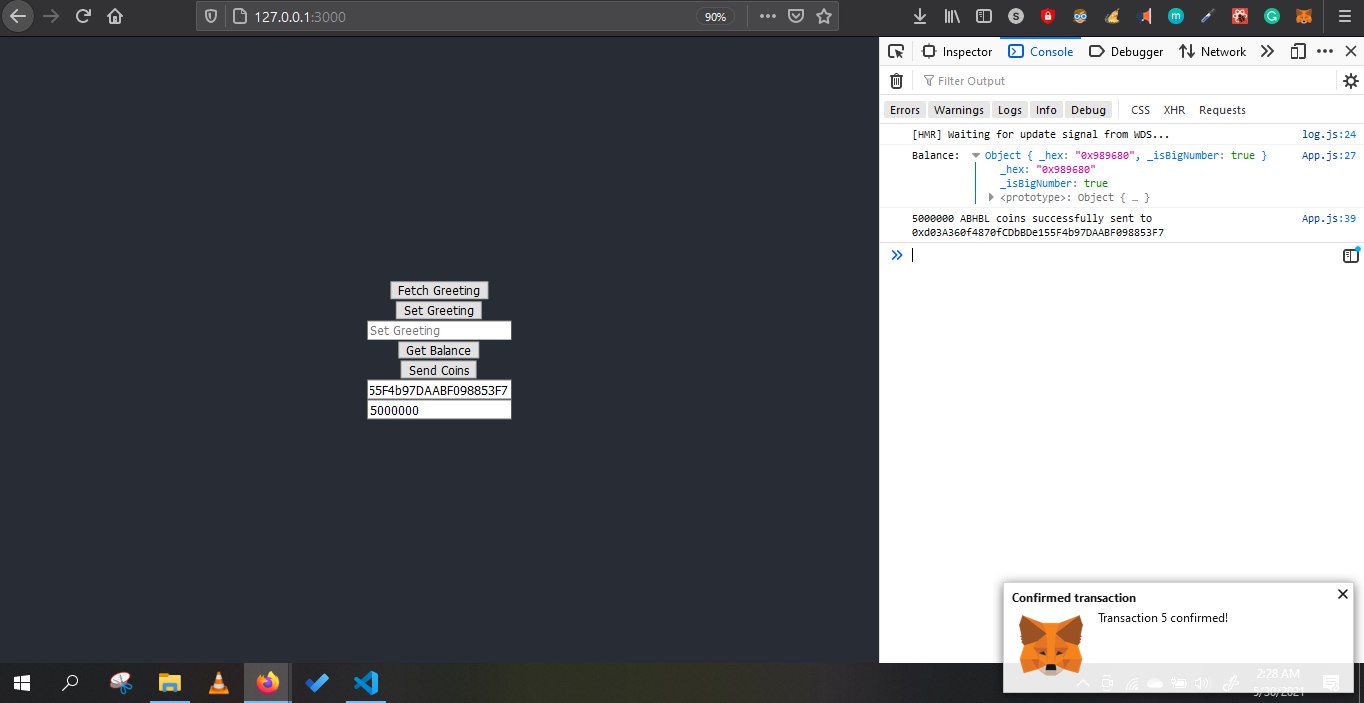 127.0.0.1:3000
90%
S
m
G
Inspector
Console
Debugger
Network
Filter Output
Errors
Warnings
Logs
Info
Debug
CSS
XHR
Requests
[HMR] Waiting for update signal from WDS... log.js:24
Balance: Object { _hex: "0x989680", _isBigNumber: true } App.js:27
_hex: "0x989680"
_isBigNumber: true
<prototype>: Object { … }
5000000 ABHBL coins successfully sent to App.js:39
0xd03A360f4870fCDbBDe155F4b97DAABF098853F7
Fetch Greeting
Set Greeting
Set Greeting
Get Balance
Send Coins
55F4b97DAABF098853F7
5000000
Confirmed transaction
Transaction 5 confirmed!
2:28 AM
5/30/2021